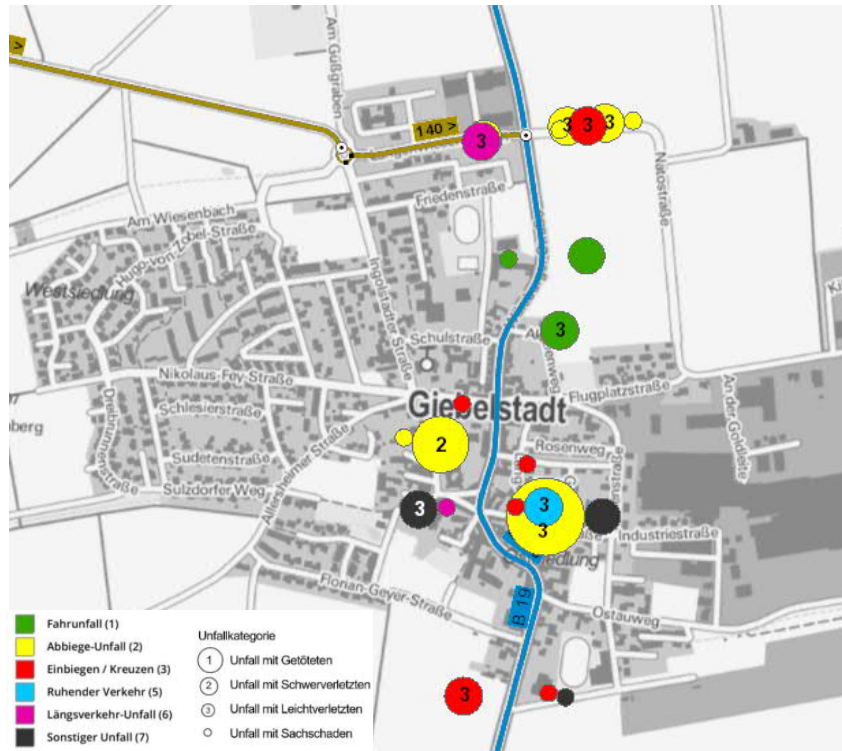 >
Am Güßgraben
140 >
3
3
3
3
Natostraße
Friedenstraße
Am Wiesenbach
Hugo-von-Zobel-Straße
Westsiedlung
Ingolstadter Straße
Schulstraße
3
Nikolaus-Fey-Straße
Flugplatzstraße
An der Goldleite
Giebelstadt
Schlesierstraße
Dreibrunnenstraße
Allersheimer Straße
2
Rosenweg
Sudetenstraße
Sulzdorfer Weg
3
3
3
Industriestraße
Florian-Geyer-Straße
B 19
Ostauweg
3
Fahrunfall (1)
Abbiege-Unfall (2)
Einbiegen / Kreuzen (3)
Ruhender Verkehr (5)
Längsverkehr-Unfall (6)
Sonstiger Unfall (7)
Unfallkategorie
1 Unfall mit Getöteten
2 Unfall mit Schwerverletzten
3 Unfall mit Leichtverletzten
Unfall mit Sachschaden